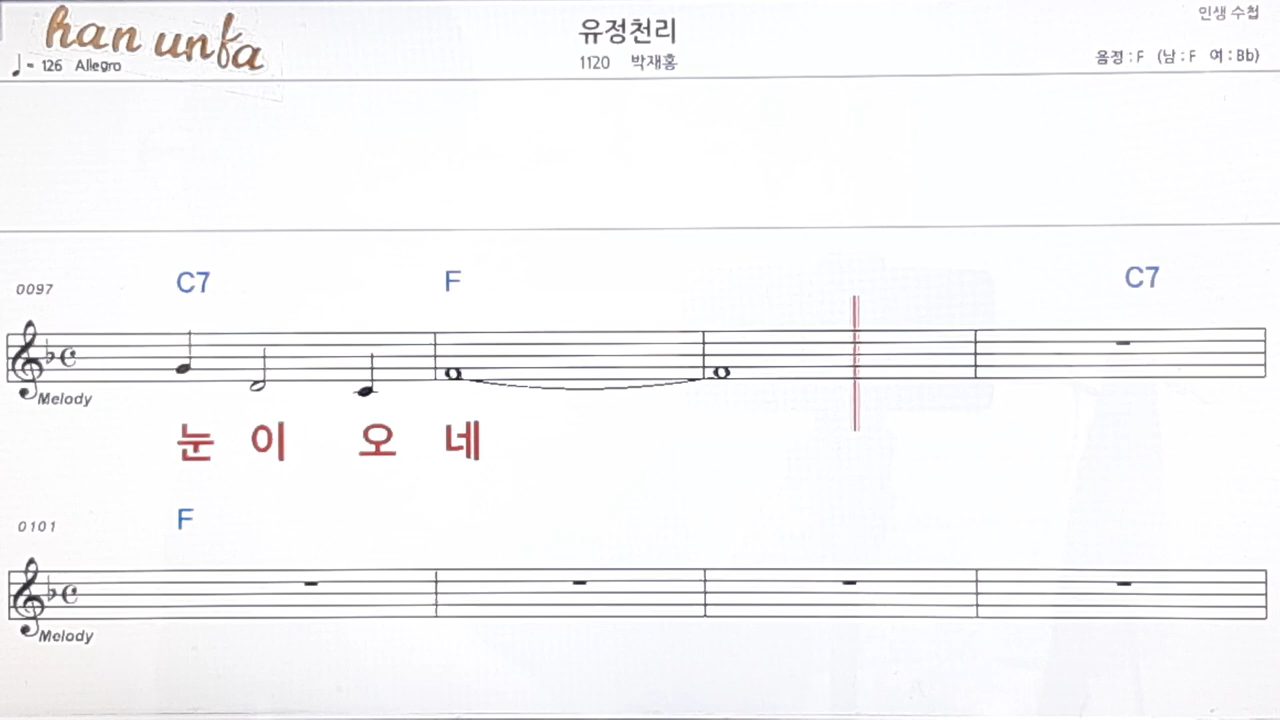 han unfa
♩= 126 Allegro
유정천리
1120 박재홍
인생 수첩
음정 : F (남 : F 여 : Bb)
0097
C7 F C7
Melody
눈 이 오 네
0101
F
Melody